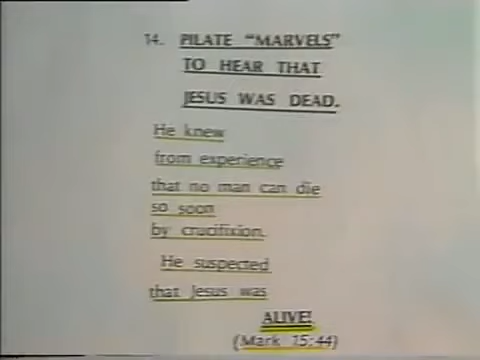 14. PILATE "MARVELS"
TO HEAR THAT
JESUS WAS DEAD.
He knew
from experience
that no man can die
so soon
by crucifixion.
He suspected
that Jesus was
ALIVE!
(Mark 15:44)